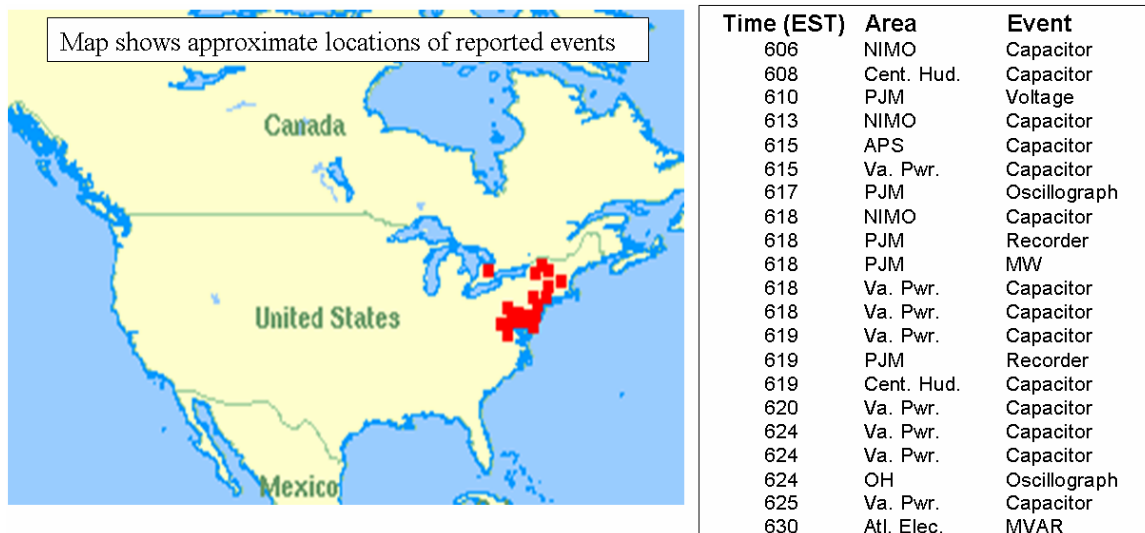 Map shows approximate locations of reported events
Canada
United States
Mexico
Time (EST) Area Event
606 NIMO Capacitor
608 Cent. Hud. Capacitor
610 PJM Voltage
613 NIMO Capacitor
615 APS Capacitor
615 Va. Pwr. Capacitor
617 PJM Oscillograph
618 NIMO Capacitor
618 PJM Recorder
618 PJM MW
618 Va. Pwr. Capacitor
618 Va. Pwr. Capacitor
619 Va. Pwr. Capacitor
619 PJM Recorder
619 Cent. Hud. Capacitor
620 Va. Pwr. Capacitor
624 Va. Pwr. Capacitor
624 Va. Pwr. Capacitor
624 OH Oscillograph
625 Va. Pwr. Capacitor
630 Atl. Elec. MVAR